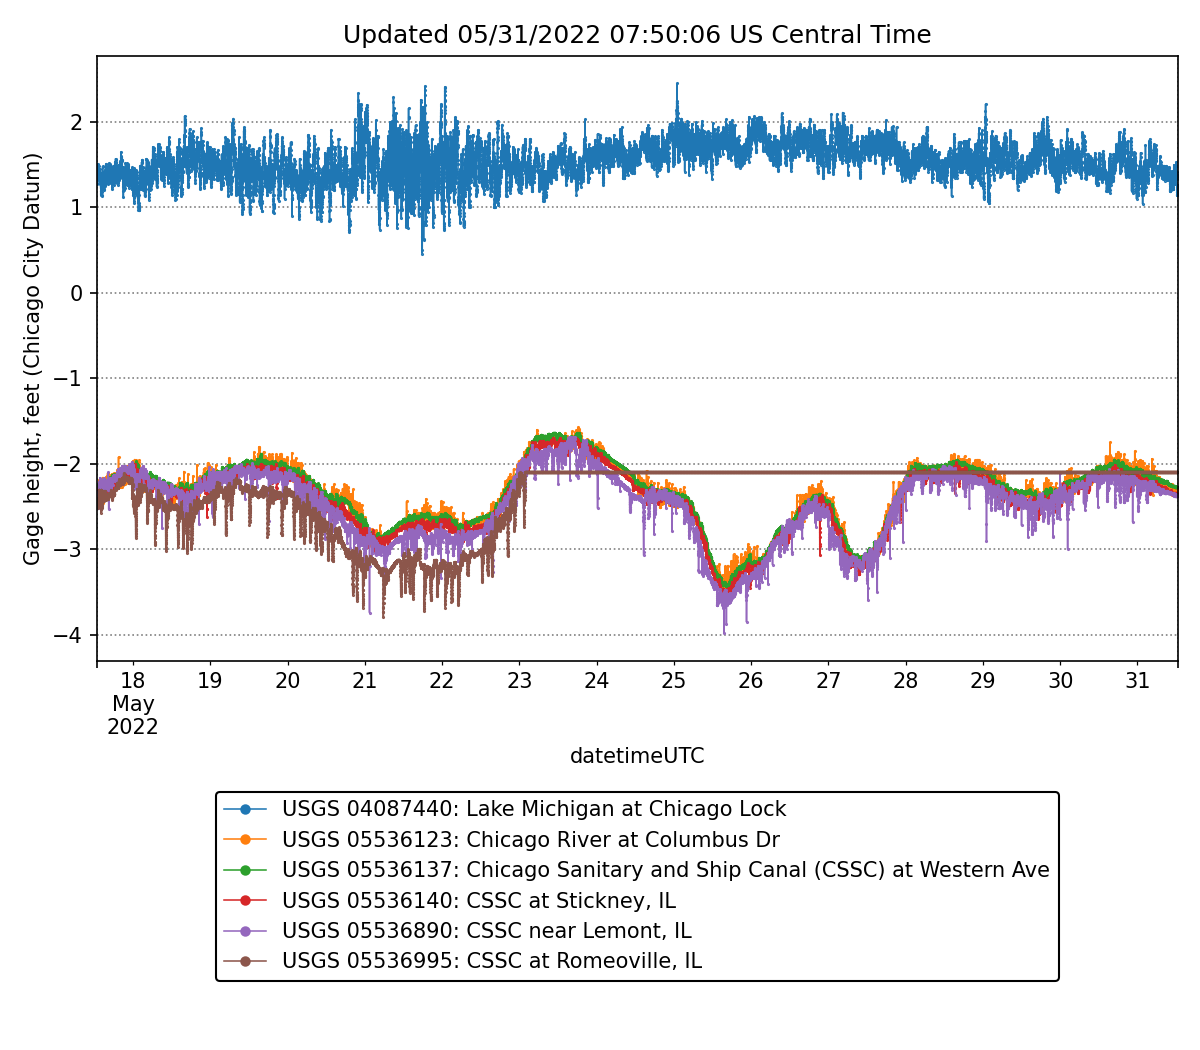 Updated 05/31/2022 07:50:06 US Central Time
Gage height, feet (Chicago City Datum)
2
1
0
−1
−2
−3
−4
18 19 20 21 22 23 24 25 26 27 28 29 30 31
May
2022
datetimeUTC
USGS 04087440: Lake Michigan at Chicago Lock
USGS 05536123: Chicago River at Columbus Dr
USGS 05536137: Chicago Sanitary and Ship Canal (CSSC) at Western Ave
USGS 05536140: CSSC at Stickney, IL
USGS 05536890: CSSC near Lemont, IL
USGS 05536995: CSSC at Romeoville, IL